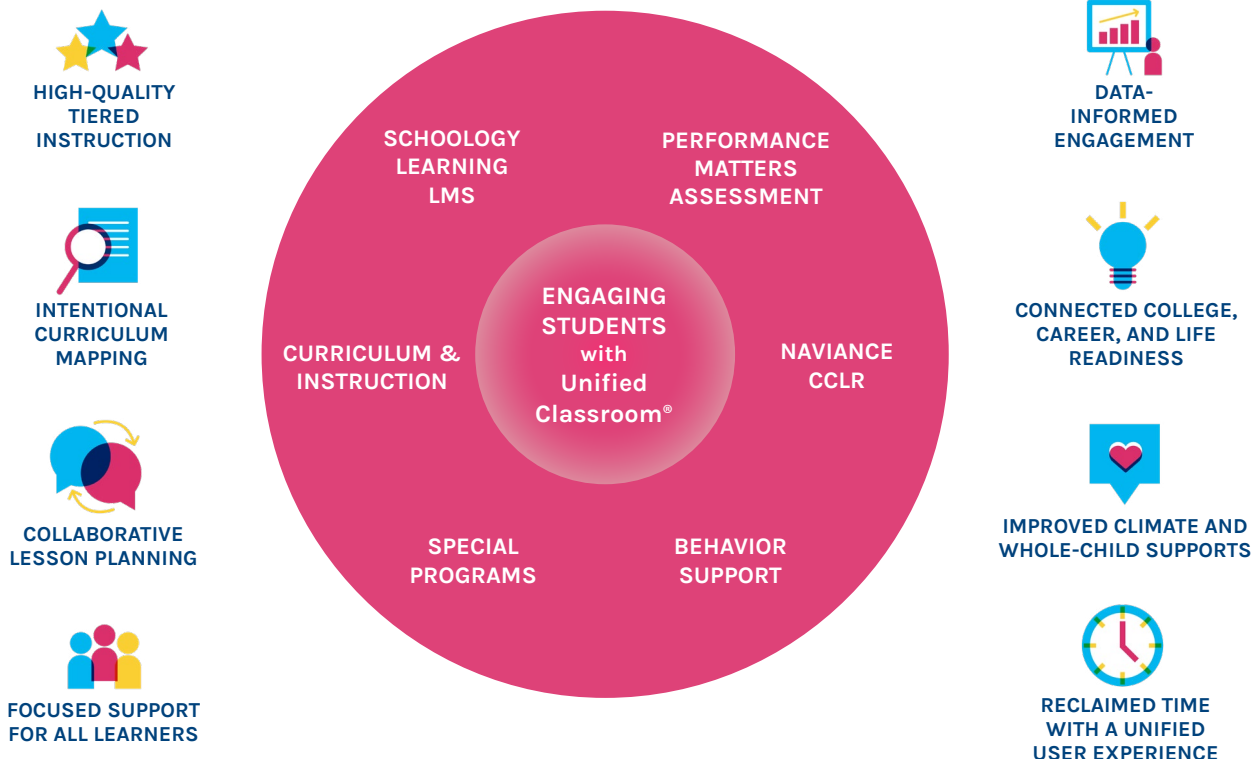 HIGH-QUALITY
TIERED
INSTRUCTION
INTENTIONAL
CURRICULUM
MAPPING
COLLABORATIVE
LESSON PLANNING
FOCUSED SUPPORT
FOR ALL LEARNERS
SCHOOLOGY
LEARNING
LMS
PERFORMANCE
MATTERS
ASSESSMENT
CURRICULUM &
INSTRUCTION
ENGAGING
STUDENTS
with
Unified
Classroom®
NAVIANCE
CCLR
SPECIAL
PROGRAMS
BEHAVIOR
SUPPORT
DATA-
INFORMED
ENGAGEMENT
CONNECTED COLLEGE,
CAREER, AND LIFE
READINESS
IMPROVED CLIMATE AND
WHOLE-CHILD SUPPORTS
RECLAIMED TIME
WITH A UNIFIED
USER EXPERIENCE